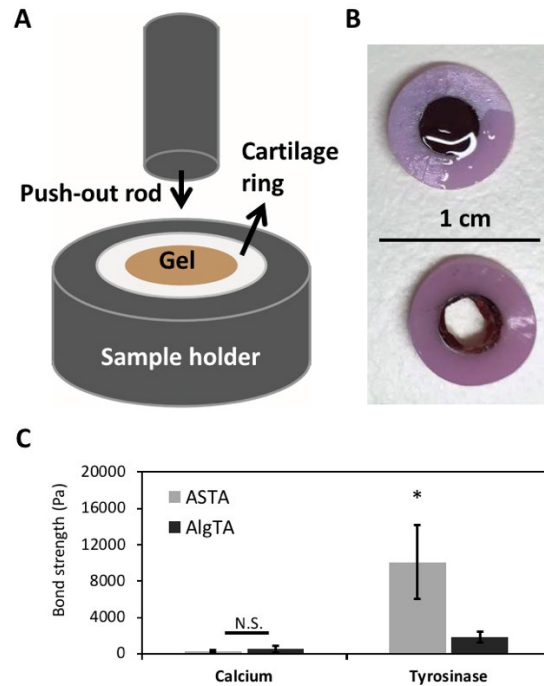 A
Push-out rod
Cartilage
ring
Gel
Sample holder
B
1 cm
C
Bond strength (Pa)
20000
16000
12000
8000
4000
0
ASTA
AlgTA
N.S.
*
Calcium
Tyrosinase